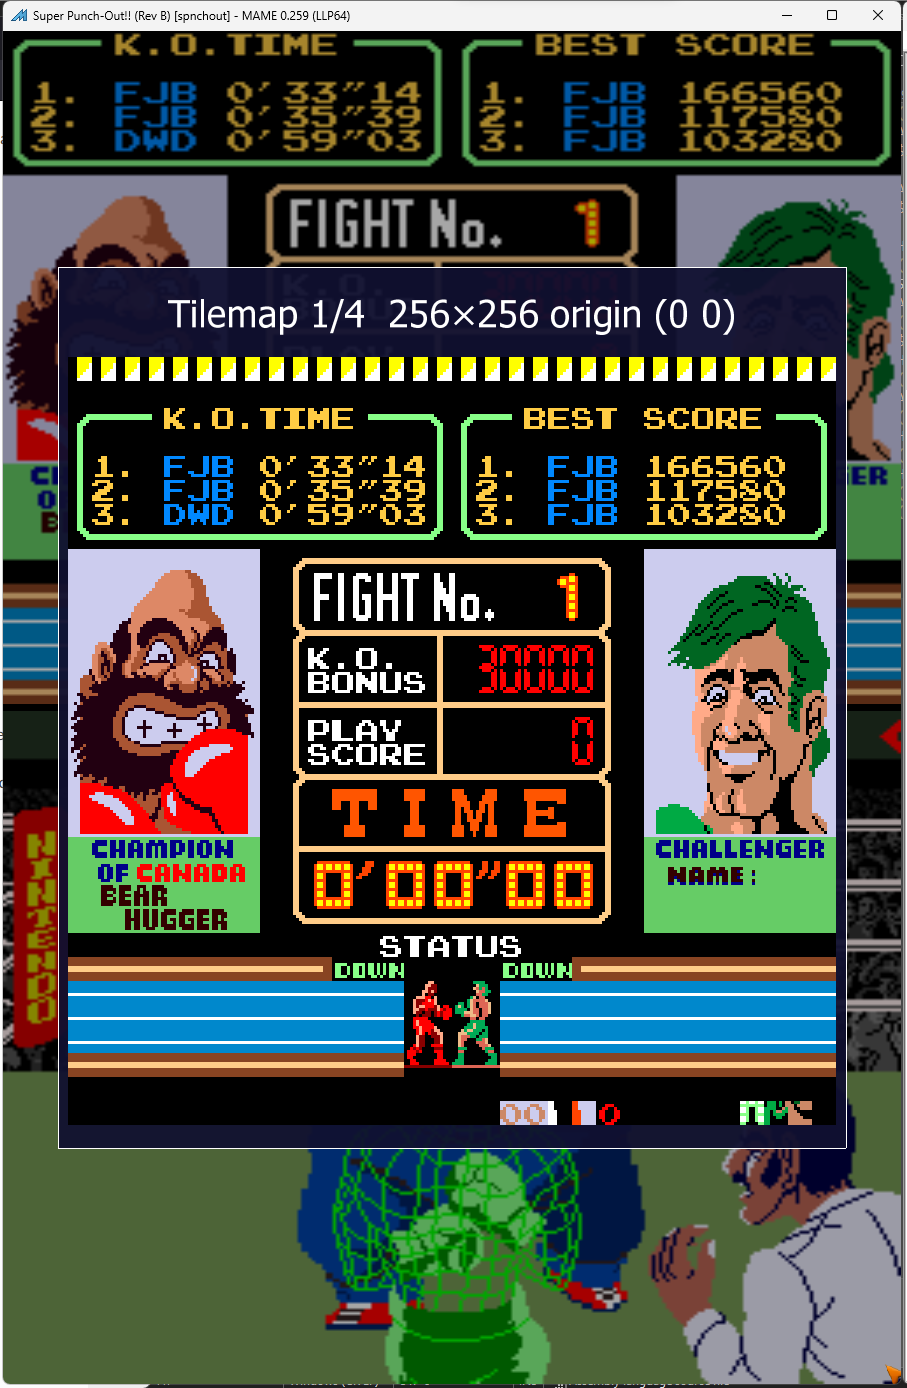 Super Punch-Out!! (Rev B) [spnchout] - MAME 0.259 (LLP64)
K.O.TIME
1. FJB 0'33"14
2. FJB 0'35"39
3. DWD 0'59"03
BEST SCORE
1. FJB 166560
2. FJB 117580
3. FJB 103280
FIGHT No. 1
Tilemap 1/4 256×256 origin (0 0)
K.O.TIME
1. FJB 0'33"14
2. FJB 0'35"39
3. DWD 0'59"03
BEST SCORE
1. FJB 166560
2. FJB 117580
3. FJB 103280
FIGHT No. 1
K.O. BONUS 30000
PLAY SCORE 0
TIME
0'00"00
CHAMPION
OF CANADA
BEAR
HUGGER
CHALLENGER
NAME:
STATUS
DOWN
DOWN
NINTENDO